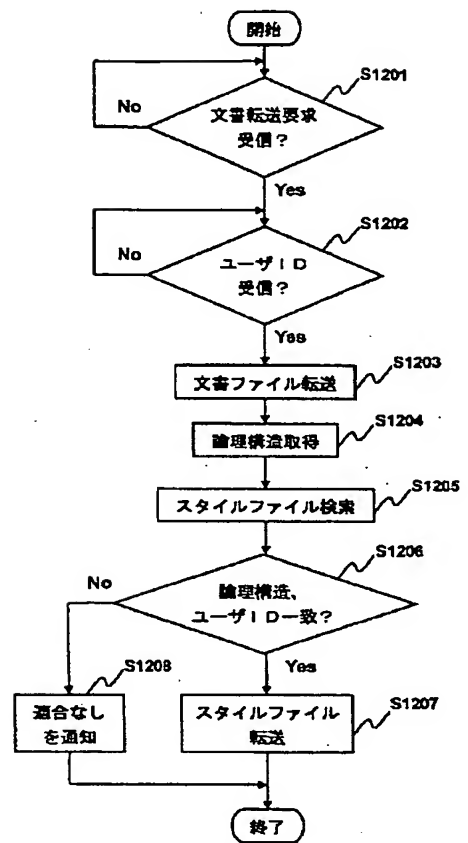 開始
S1201
No
文書転送要求
受信?
Yes
S1202
No
ユーザID
受信?
Yes
S1203
文書ファイル転送
S1204
論理構造取得
S1205
スタイルファイル検索
S1206
No
論理構造、
ユーザID一致?
Yes
S1208
適合なし
を通知
S1207
スタイルファイル
転送
終了